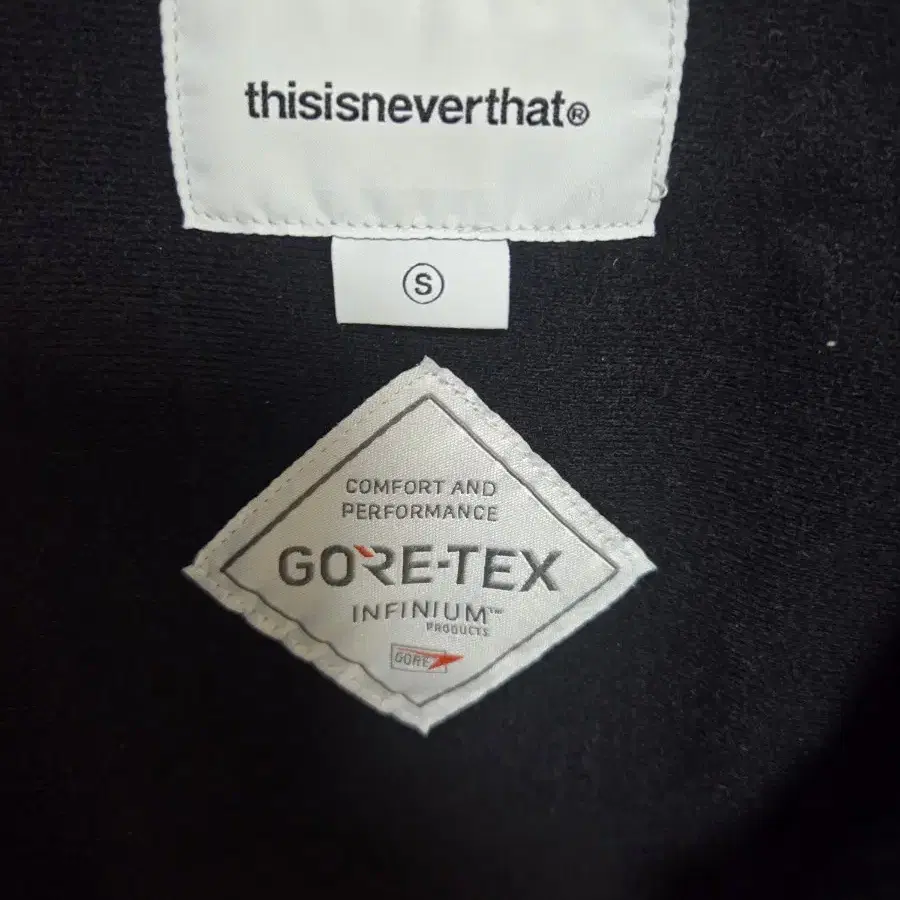 thisisneverthat®
S
COMFORT AND
PERFORMANCE
GORE-TEX
INFINIUM™
PRODUCTS
GORE